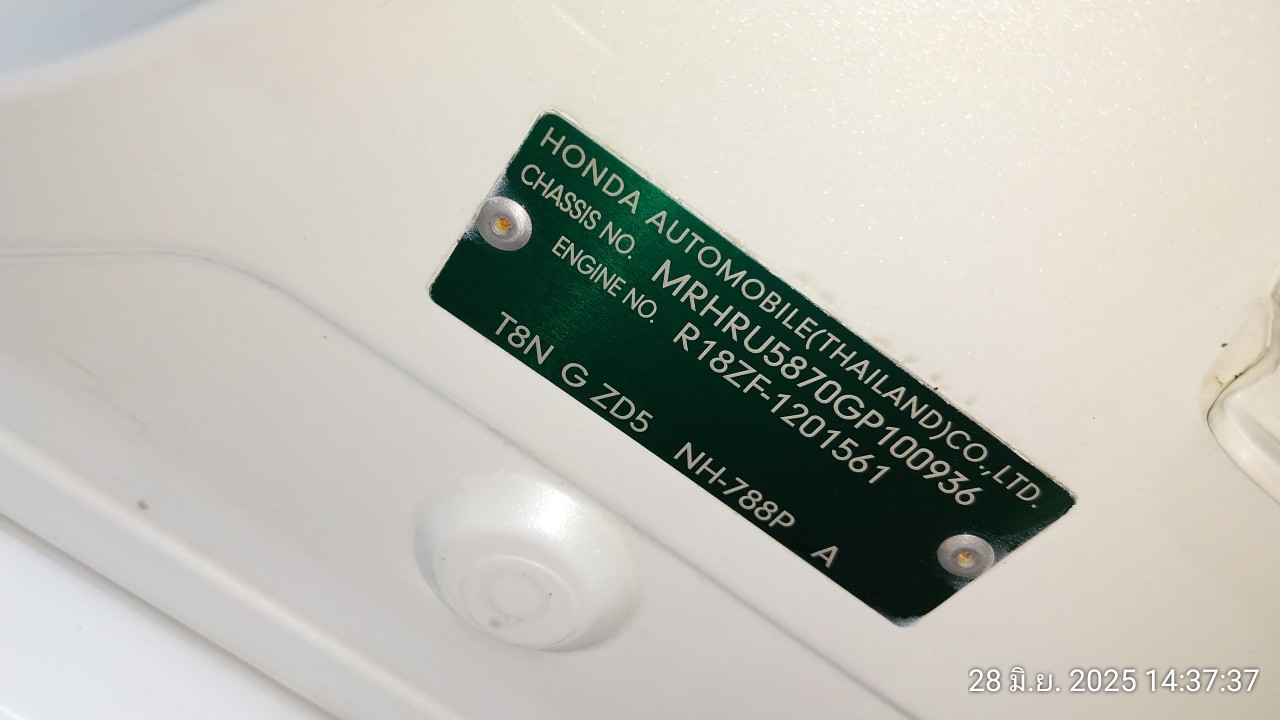 HONDA AUTOMOBILE(THAILAND)CO.,LTD.
CHASSIS NO. MRHRU5870GP100936
ENGINE NO. R18ZF-1201561
T8N G ZD5 NH-788P A
28 มิ.ย. 2025 14:37:37